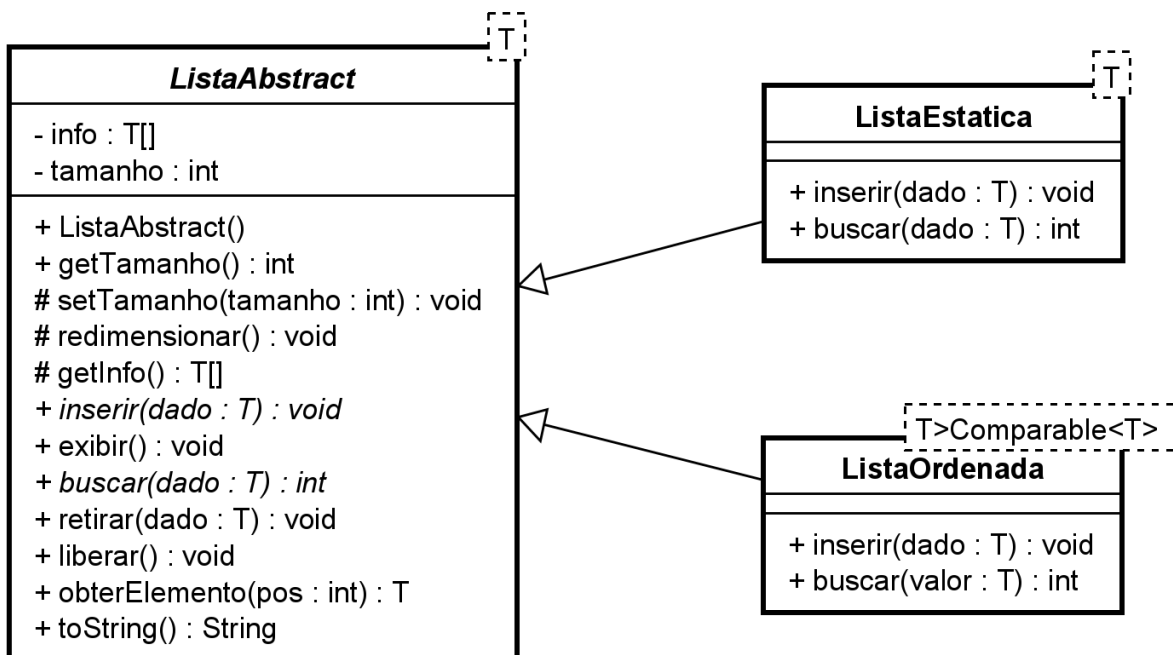 T
ListaAbstract
- info : T[]
- tamanho : int
+ ListaAbstract()
+ getTamanho() : int
# setTamanho(tamanho : int) : void
# redimensionar() : void
# getInfo() : T[]
+ inserir(dado : T) : void
+ exibir() : void
+ buscar(dado : T) : int
+ retirar(dado : T) : void
+ liberar() : void
+ obterElemento(pos : int) : T
+ toString() : String
T
ListaEstatica
+ inserir(dado : T) : void
+ buscar(dado : T) : int
T>Comparable<T>
ListaOrdenada
+ inserir(dado : T) : void
+ buscar(valor : T) : int